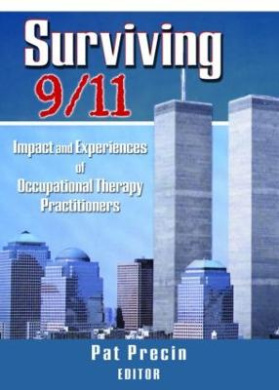 Surviving
9/11
Impact and Experiences
of
Occupational Therapy
Practitioners
Pat Precin
EDITOR